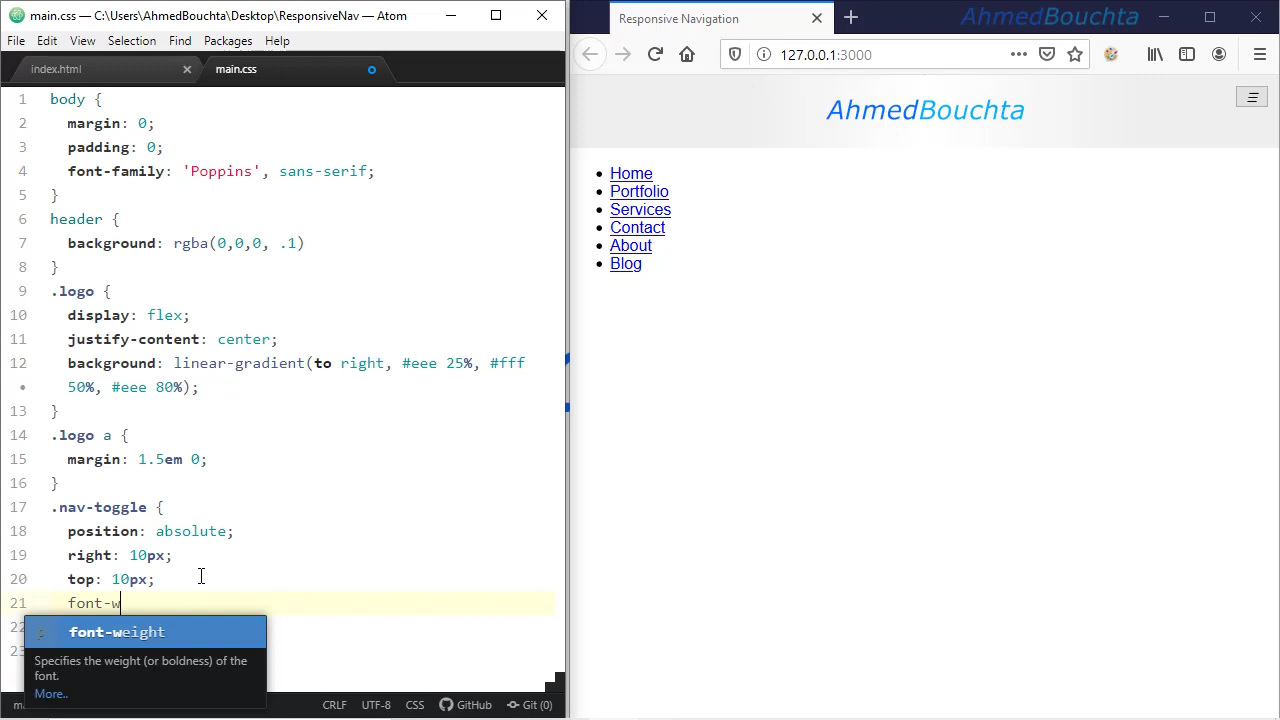 main.css — C:\Users\AhmedBouchta\Desktop\ResponsiveNav — Atom
File Edit View Selection Find Packages Help
index.html main.css
1 body {
2 margin: 0;
3 padding: 0;
4 font-family: 'Poppins', sans-serif;
5 }
6 header {
7 background: rgba(0,0,0, .1)
8 }
9 .logo {
10 display: flex;
11 justify-content: center;
12 background: linear-gradient(to right, #eee 25%, #fff
• 50%, #eee 80%);
13 }
14 .logo a {
15 margin: 1.5em 0;
16 }
17 .nav-toggle {
18 position: absolute;
19 right: 10px;
20 top: 10px;
21 font-w
font-weight
Specifies the weight (or boldness) of the
font.
More..
CRLF UTF-8 CSS GitHub Git (0)
Responsive Navigation
AhmedBouchta
127.0.0.1:3000
AhmedBouchta
• Home
• Portfolio
• Services
• Contact
• About
• Blog